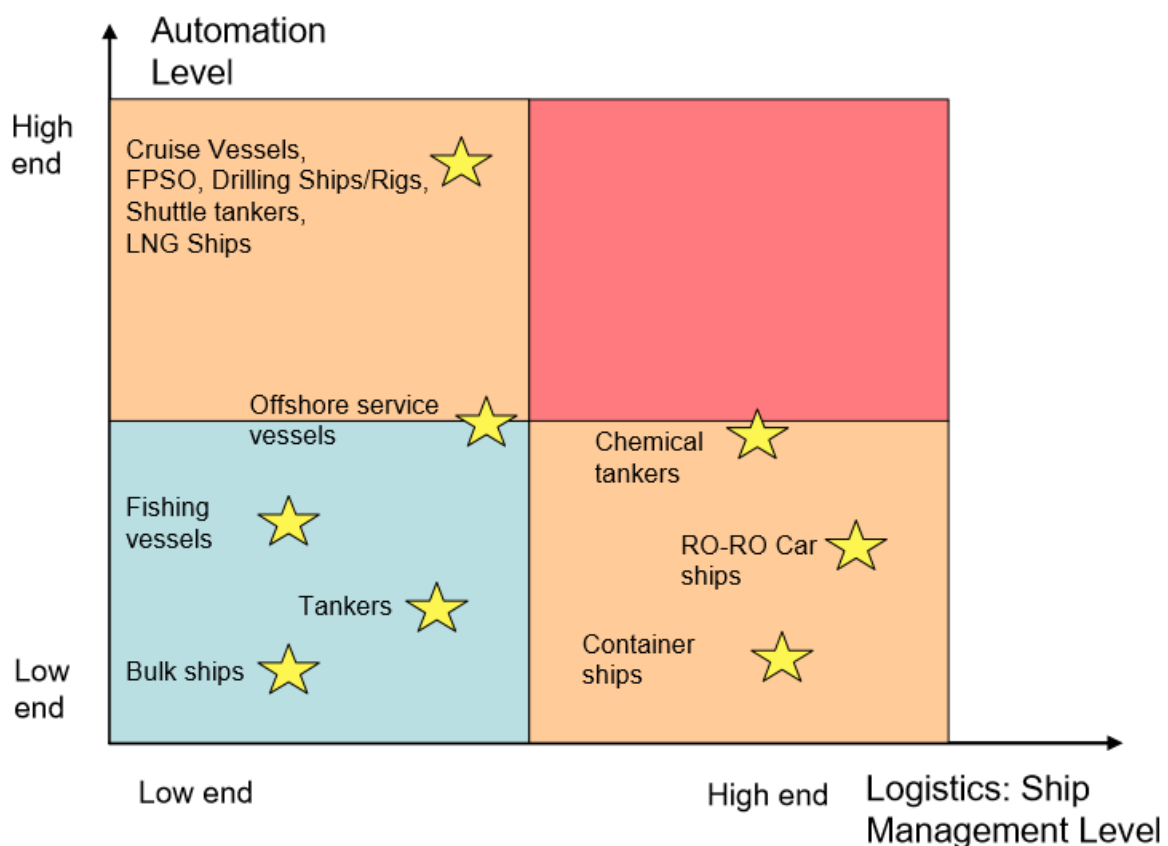 Automation
Level
High
end
Cruise Vessels,
FPSO, Drilling Ships/Rigs,
Shuttle tankers,
LNG Ships
Offshore service
vessels
Chemical
tankers
Fishing
vessels
RO-RO Car
ships
Tankers
Container
ships
Bulk ships
Low
end
Low end
High end
Logistics: Ship
Management Level